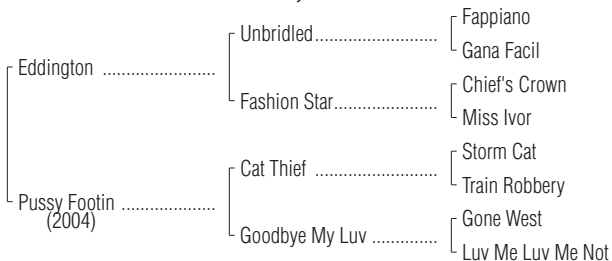 Fappiano
Unbridled
Gana Facil
Eddington
Chief's Crown
Fashion Star
Miss Ivor
Storm Cat
Cat Thief
Train Robbery
Pussy Footin
(2004)
Gone West
Goodbye My Luv
Luv Me Luv Me Not